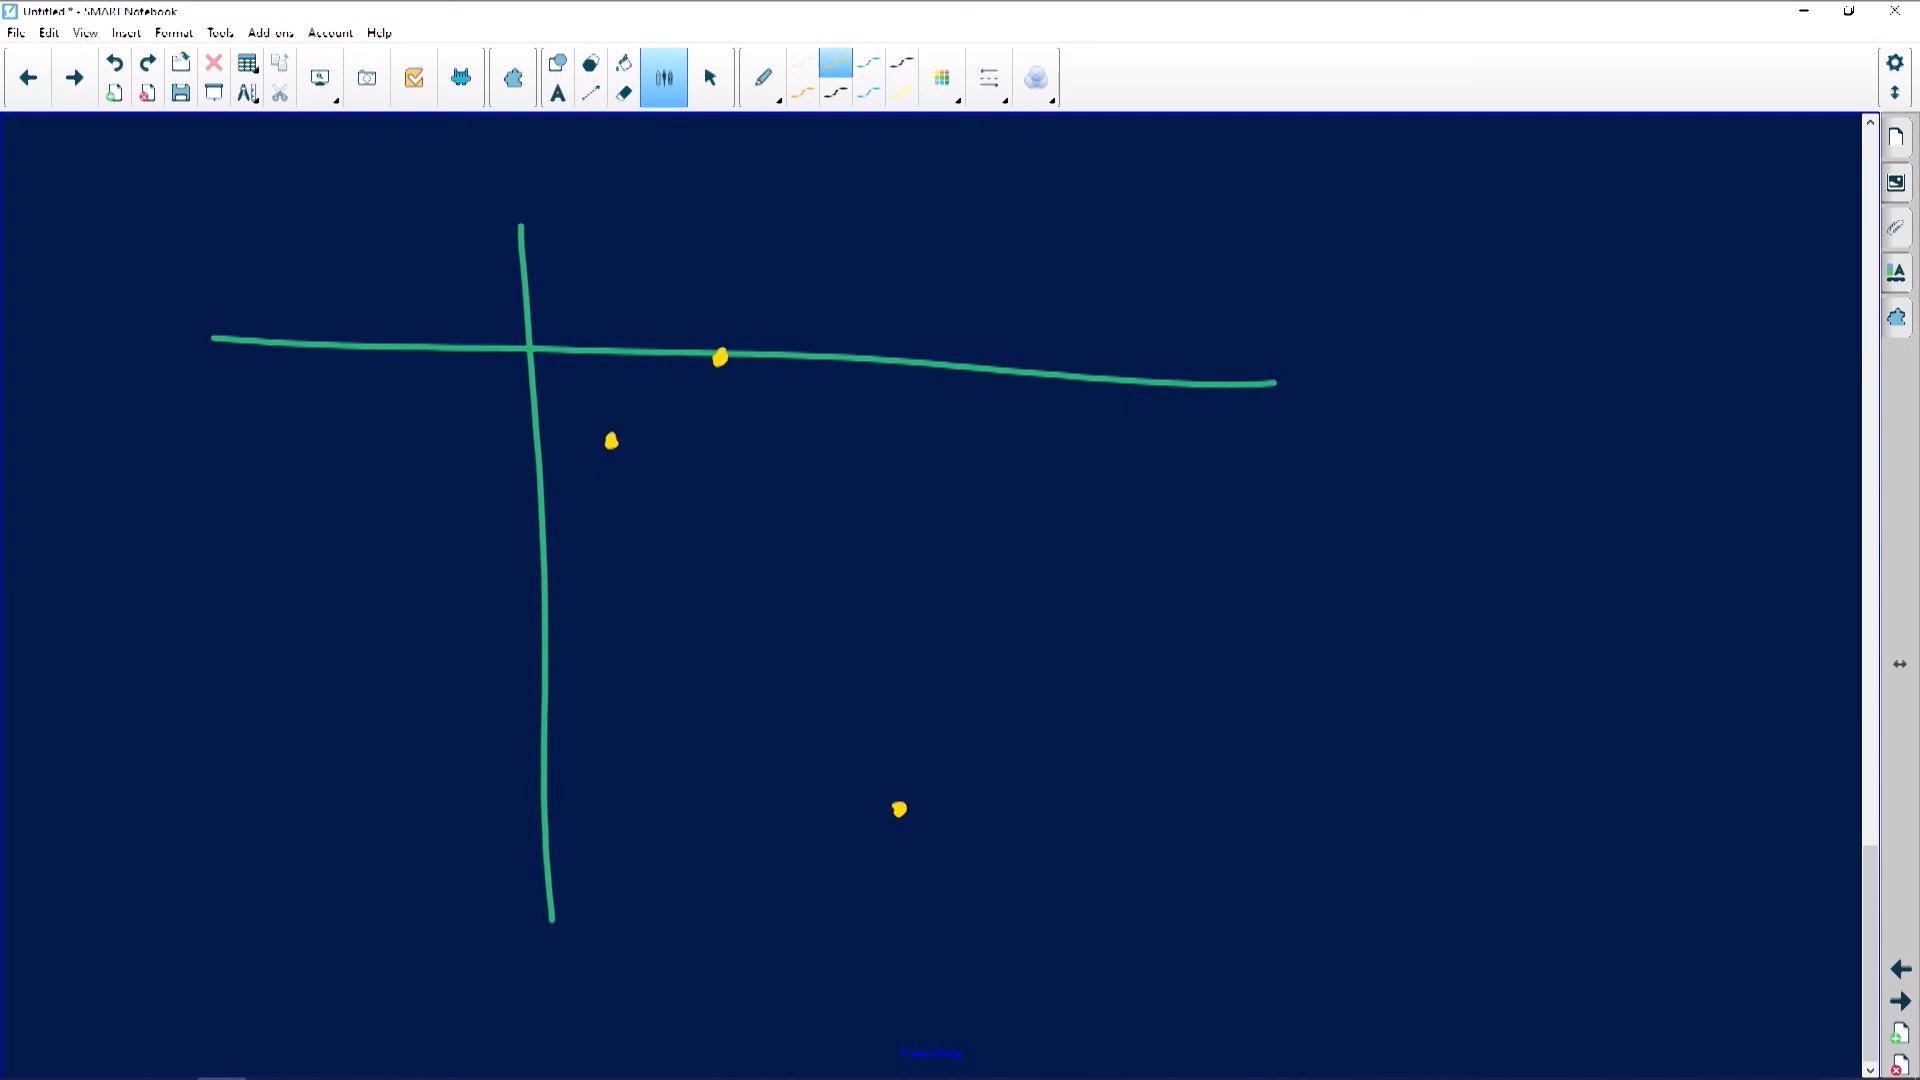 Untitled * - SMART Notebook
File Edit View Insert Format Tools Add-ons Account Help